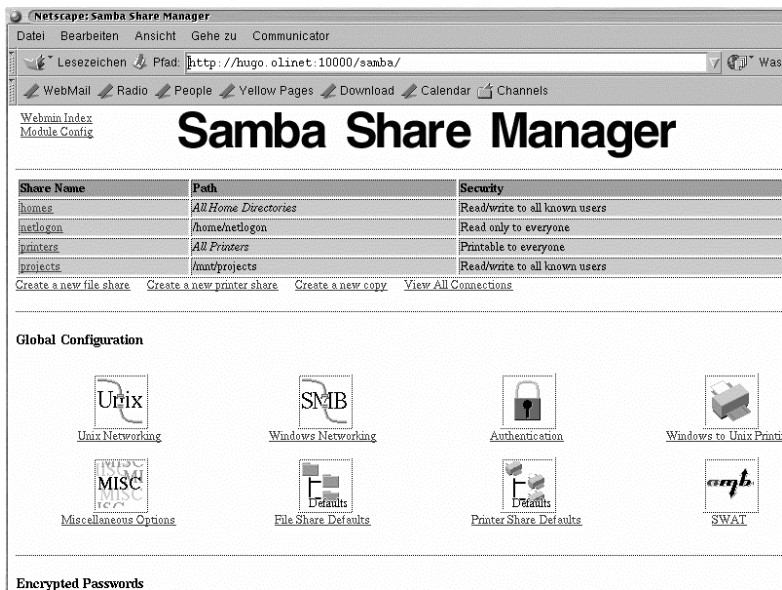 Netscape: Samba Share Manager
Datei Bearbeiten Ansicht Gehe zu Communicator
Lesezeichen Pfad: http://hugo.olinet:10000/samba/ Was
WebMail Radio People Yellow Pages Download Calendar Channels
Webmin Index
Module Config
Samba Share Manager
Share Name Path Security
homes All Home Directories Read/write to all known users
netlogon /home/netlogon Read only to everyone
printers All Printers Printable to everyone
projects /mnt/projects Read/write to all known users
Create a new file share Create a new printer share Create a new copy View All Connections
Global Configuration
Unix SMB
Unix Networking Windows Networking Authentication Windows to Unix Printi
MISC
MISC Defaults Defaults amb
Miscellaneous Options File Share Defaults Printer Share Defaults SWAT
Encrypted Passwords